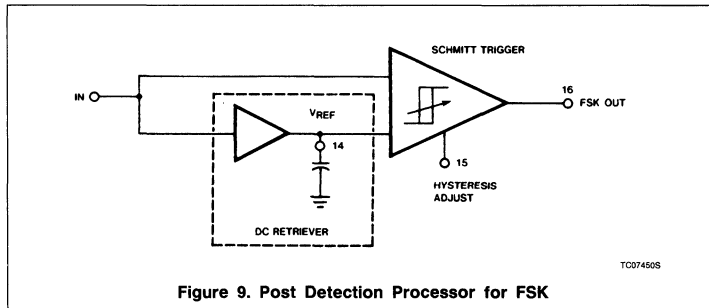 SCHMITT TRIGGER
IN
VREF
14
16
FSK OUT
15
HYSTERESIS
ADJUST
DC RETRIEVER
TC07450S
Figure 9. Post Detection Processor for FSK